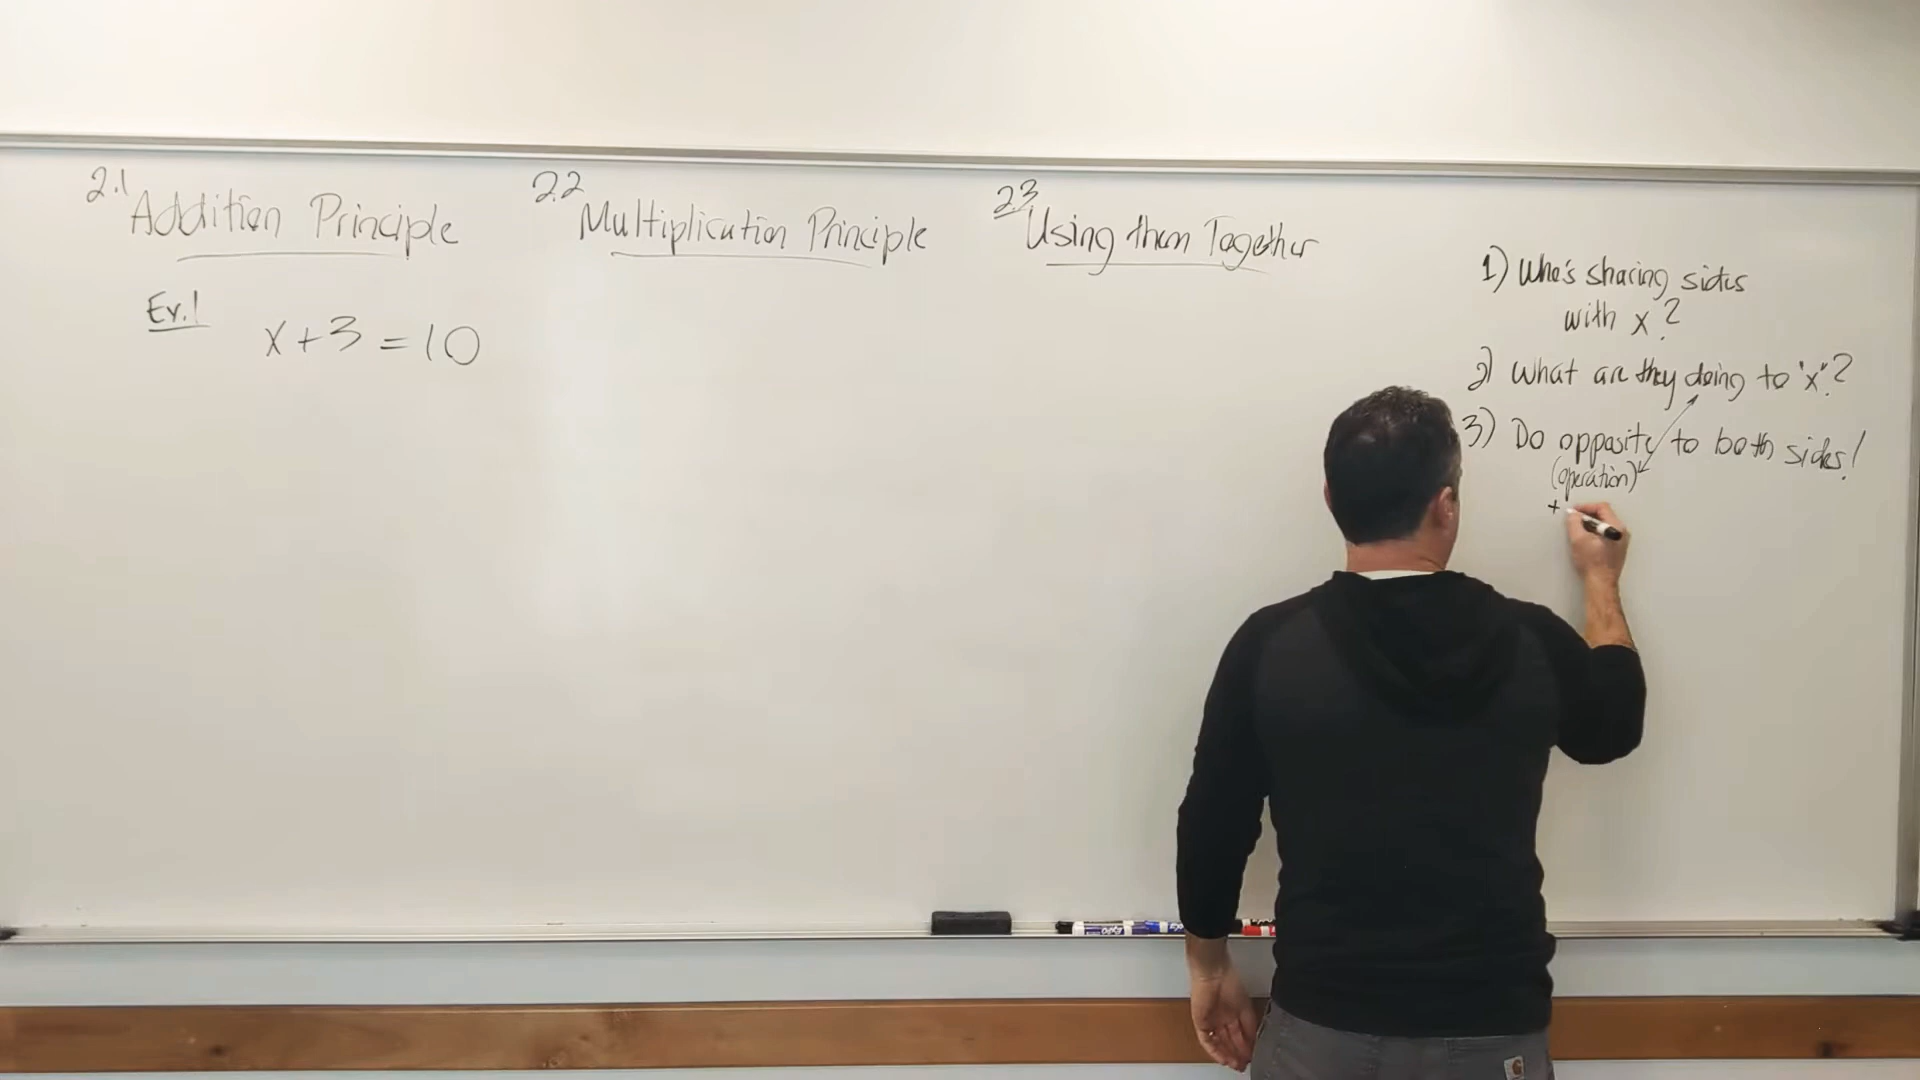 2.1 Addition Principle
Ex.1 x + 3 = 10
2.2 Multiplication Principle
2.3 Using them Together
1) Who's sharing sides
with x?
2) What are they doing to "x"?
3) Do opposite to both sides!
(operation)
+